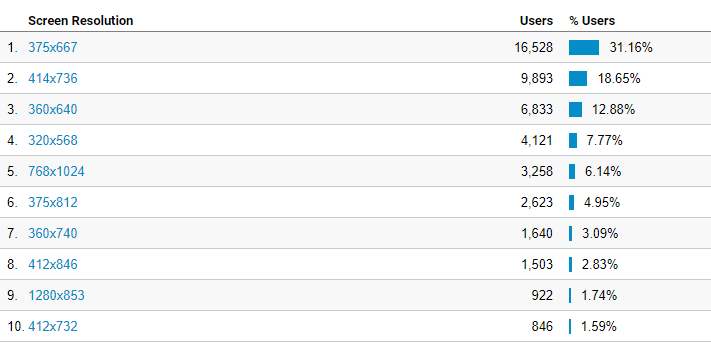 Screen Resolution Users % Users
1. 375x667 16,528 31.16%
2. 414x736 9,893 18.65%
3. 360x640 6,833 12.88%
4. 320x568 4,121 7.77%
5. 768x1024 3,258 6.14%
6. 375x812 2,623 4.95%
7. 360x740 1,640 3.09%
8. 412x846 1,503 2.83%
9. 1280x853 922 1.74%
10. 412x732 846 1.59%